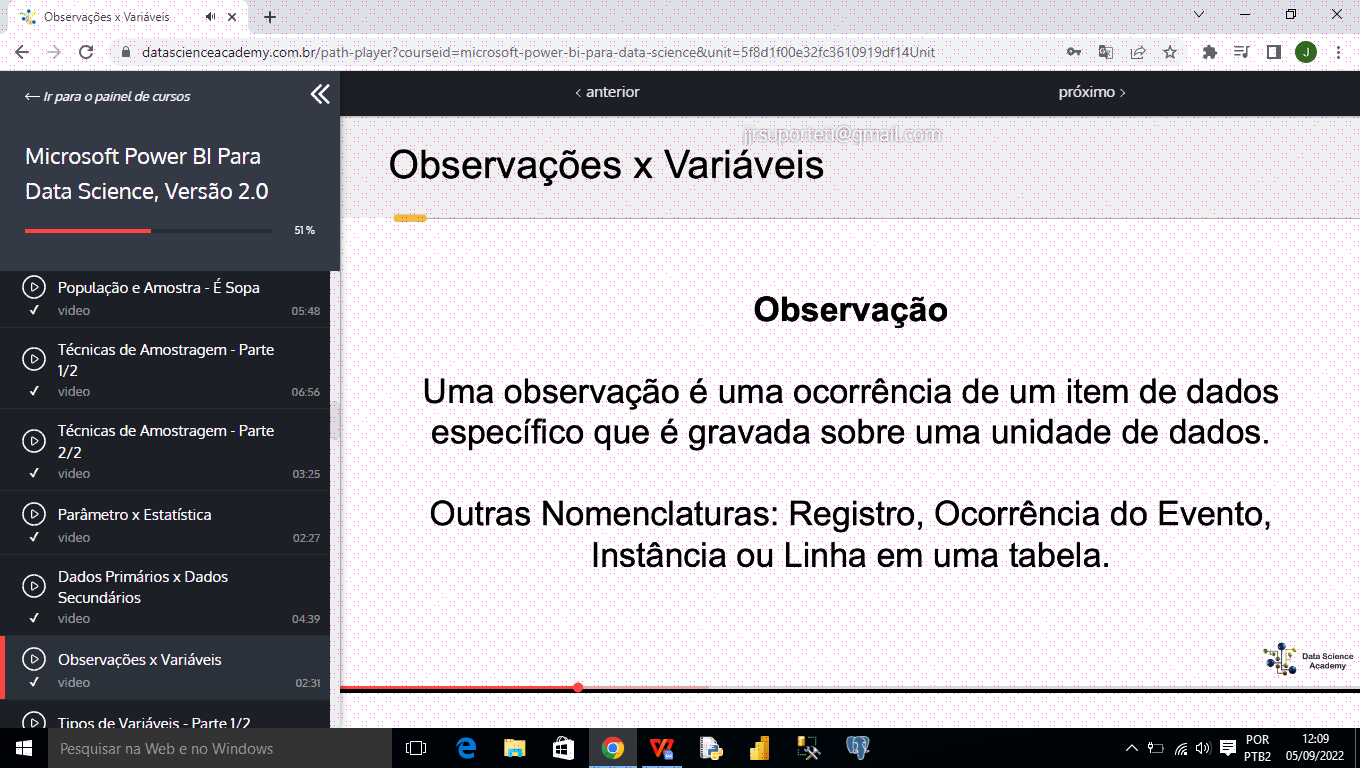 Observações x Variáveis
datascienceacademy.com.br/path-player?courseid=microsoft-power-bi-para-data-science&unit=5f8d1f00e32fc3610919df14Unit
J
← Ir para o painel de cursos
‹ anterior
próximo ›
Microsoft Power BI Para
Data Science, Versão 2.0
51 %
População e Amostra - É Sopa
video
05:48
Técnicas de Amostragem - Parte
1/2
video
06:56
Técnicas de Amostragem - Parte
2/2
video
03:25
Parâmetro x Estatística
video
02:27
Dados Primários x Dados
Secundários
video
04:39
Observações x Variáveis
video
02:31
Tipos de Variáveis - Parte 1/2
jjrsuporteri@gmail.com
Observações x Variáveis
Observação
Uma observação é uma ocorrência de um item de dados
específico que é gravada sobre uma unidade de dados.
Outras Nomenclaturas: Registro, Ocorrência do Evento,
Instância ou Linha em uma tabela.
Data Science
Academy
Pesquisar na Web e no Windows
POR
PTB2
12:09
05/09/2022